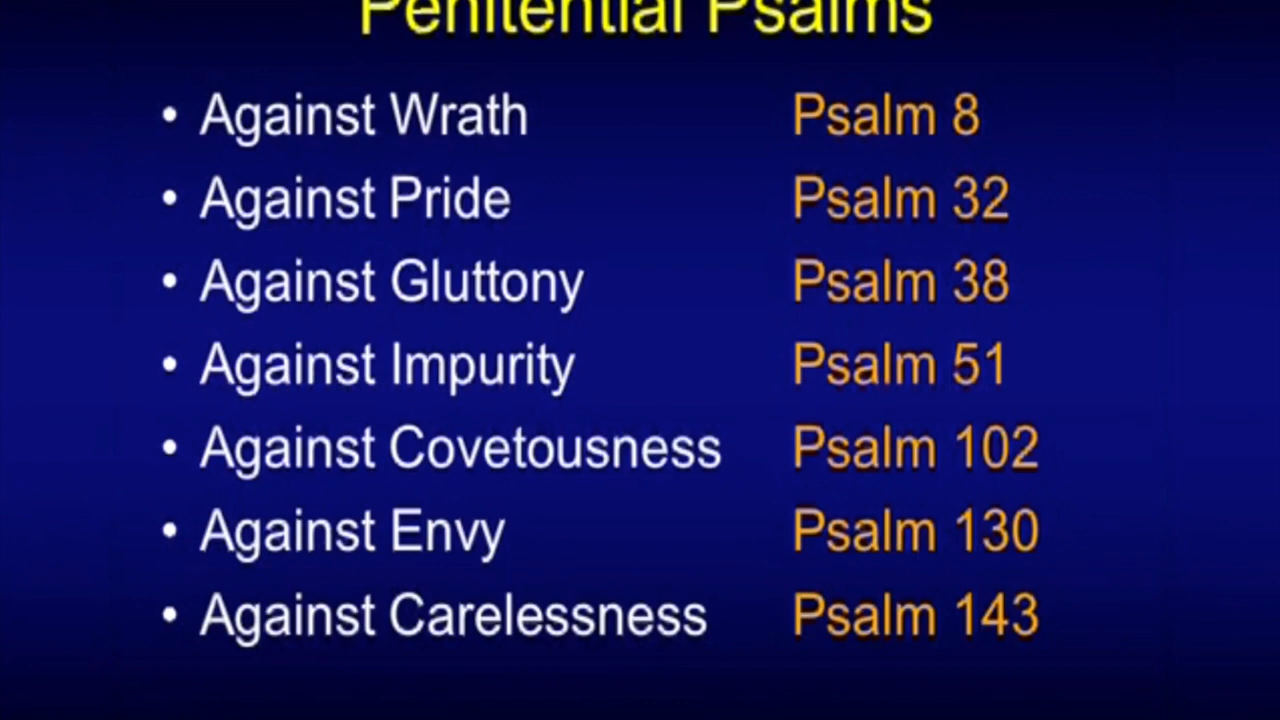 Penitential Psalms
• Against Wrath Psalm 8
• Against Pride Psalm 32
• Against Gluttony Psalm 38
• Against Impurity Psalm 51
• Against Covetousness Psalm 102
• Against Envy Psalm 130
• Against Carelessness Psalm 143